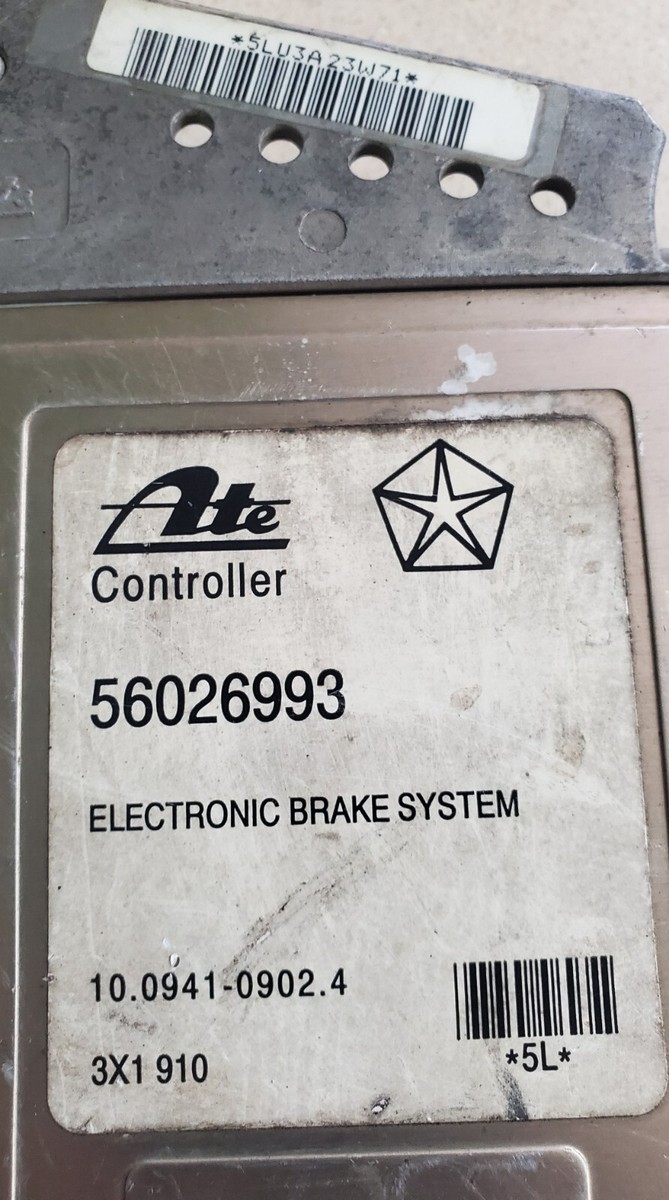 *5LU3A23W71*
Ate
Controller
56026993
ELECTRONIC BRAKE SYSTEM
10.0941-0902.4
3X1 910
*5L*